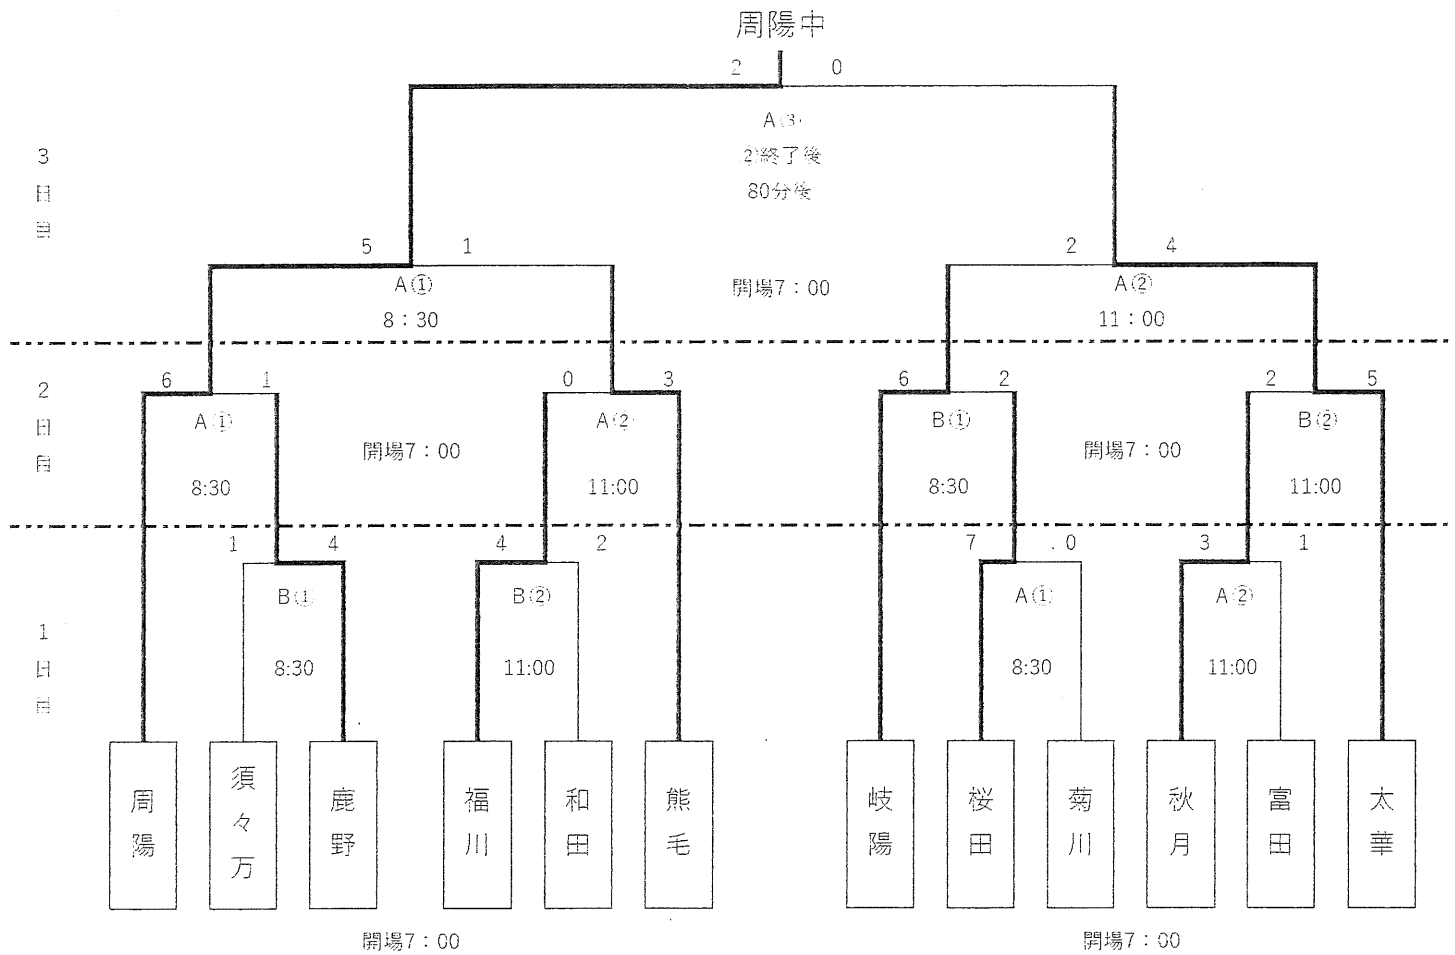 周陽中
2 0
A③
②終了後
80分後
3日目
5 1
2 4
A①
8：30
開場7：00
A②
11：00
2日目
6 1
0 3
6 2
2 5
A①
8:30
開場7：00
A②
11:00
B①
8:30
開場7：00
B②
11:00
1日目
1 4
4 2
7 0
3 1
B①
8:30
B②
11:00
A①
8:30
A②
11:00
周陽
須々万
鹿野
福川
和田
熊毛
岐陽
桜田
菊川
秋月
富田
太華
開場7：00
開場7：00